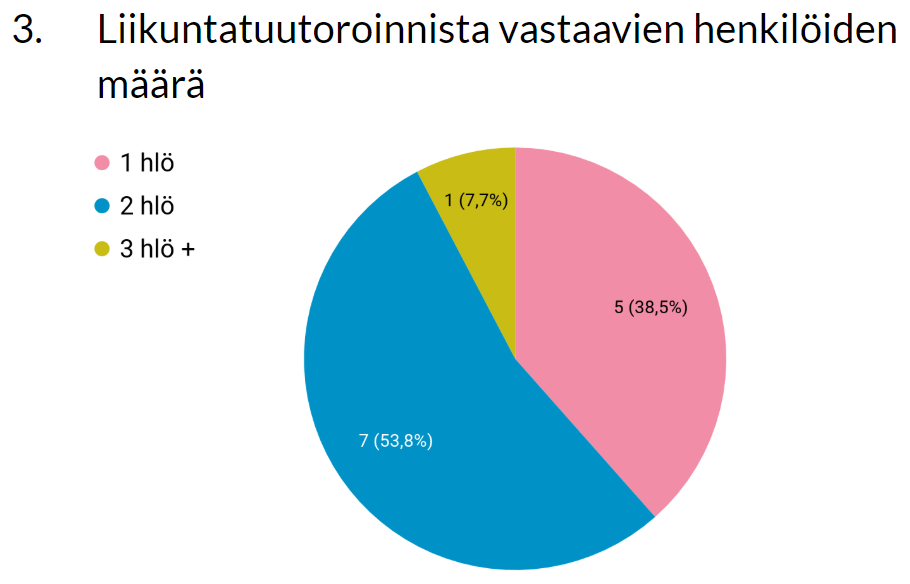 3. Liikuntatuutoroinnista vastaavien henkilöiden
määrä
1 hlö
2 hlö
3 hlö +
1 (7,7%)
5 (38,5%)
7 (53,8%)